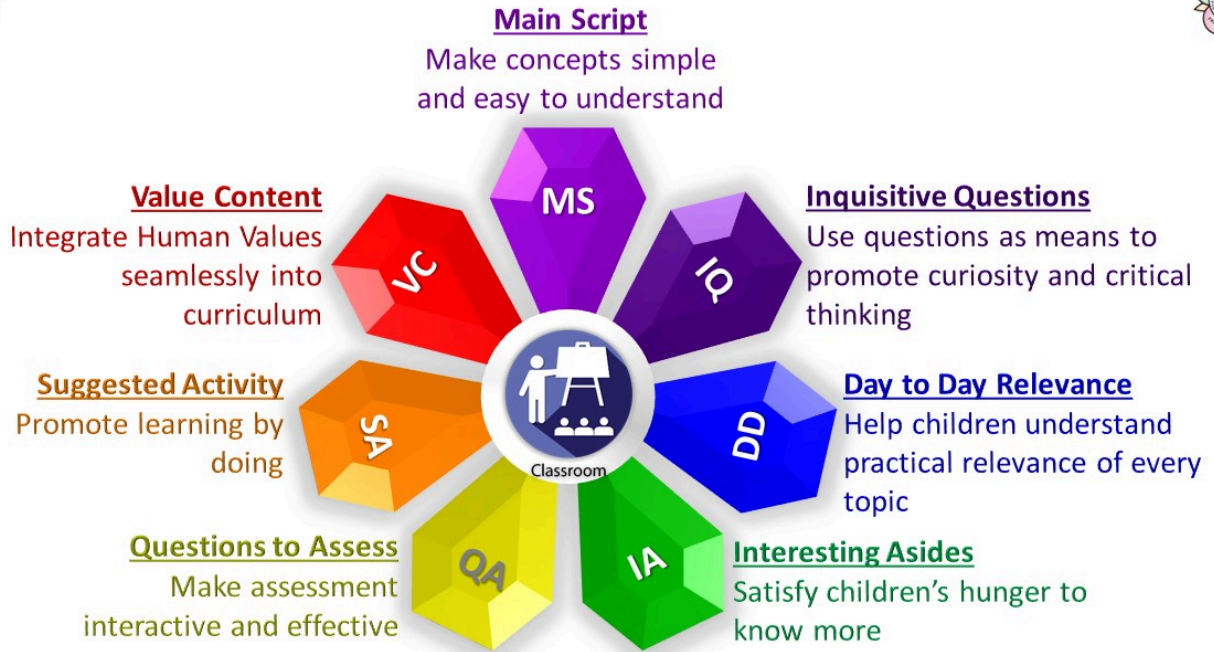 Main Script
Make concepts simple
and easy to understand
MS
Inquisitive Questions
Use questions as means to
promote curiosity and critical
thinking
IQ
Day to Day Relevance
Help children understand
practical relevance of every
topic
DD
Interesting Asides
Satisfy children’s hunger to
know more
IA
Questions to Assess
Make assessment
interactive and effective
QA
Suggested Activity
Promote learning by
doing
SA
Value Content
Integrate Human Values
seamlessly into
curriculum
VC
Classroom